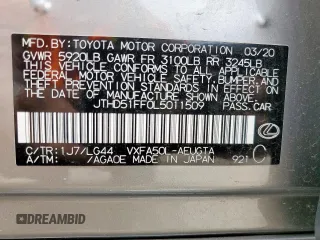 MFD. BY: TOYOTA MOTOR CORPORATION 03/20
GVWR 5920LB GAWR FR 3100LB RR 3245LB
THIS VEHICLE CONFORMS TO ALL APPLICABLE
FEDERAL MOTOR VEHICLE SAFETY, BUMPER,
AND THEFT PREVENTION STANDARDS IN EFFECT ON
THE DATE OF MANUFACTURE SHOWN ABOVE.
JTHD51FF0L5011509 PASS.CAR
C/TR:1J7/LG44 VXFA50L-AEUGTA
A/TM: /AGA0E MADE IN JAPAN 921 C
DREAMBID